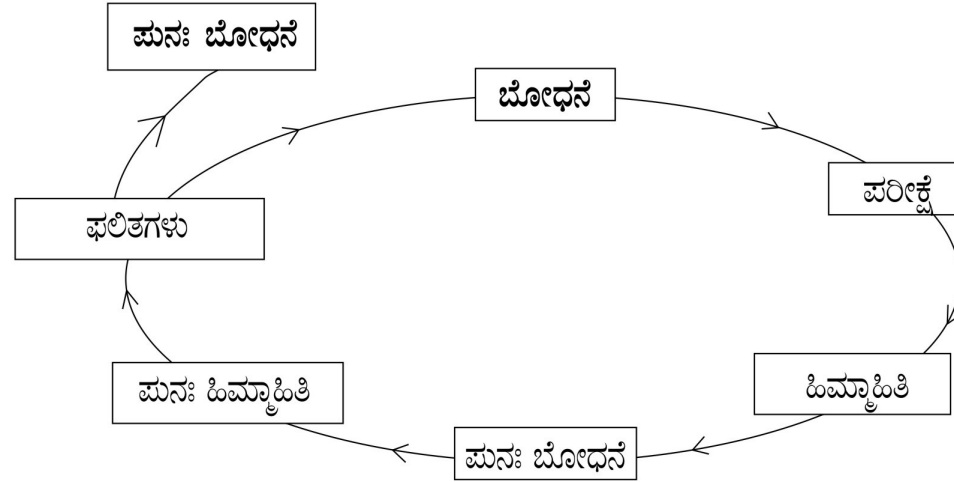 ಪುನಃ ಬೋಧನೆ
ಬೋಧನೆ
ಪರೀಕ್ಷೆ
ಫಲಿತಗಳು
ಹಿಮ್ಮಾಹಿತಿ
ಪುನಃ ಹಿಮ್ಮಾಹಿತಿ
ಪುನಃ ಬೋಧನೆ